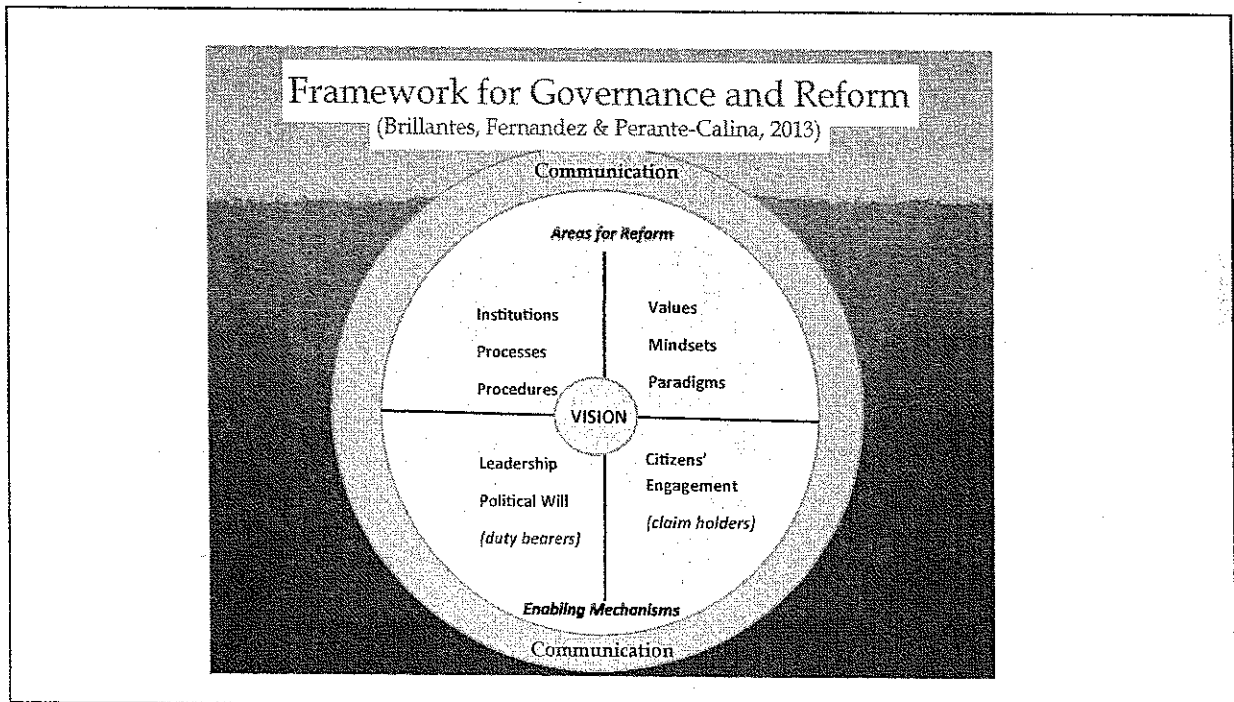 Framework for Governance and Reform
(Brillantes, Fernandez & Perante-Calina, 2013)
Communication
Areas for Reform
Institutions
Processes
Procedures
Values
Mindsets
Paradigms
VISION
Leadership
Political Will
(duty bearers)
Citizens'
Engagement
(claim holders)
Enabling Mechanisms
Communication